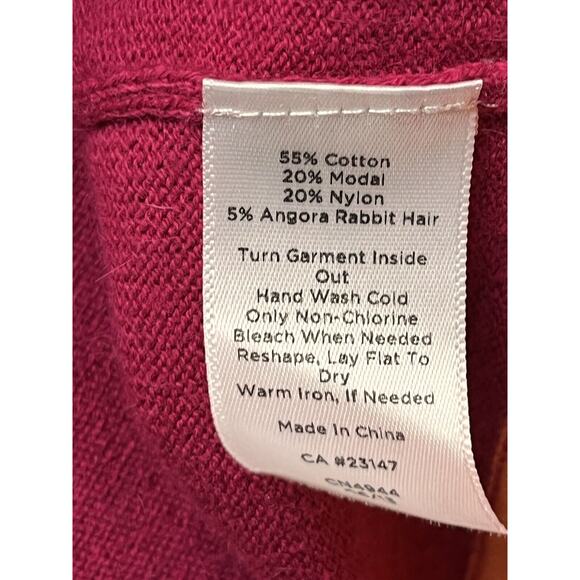 55% Cotton
20% Modal
20% Nylon
5% Angora Rabbit Hair
Turn Garment Inside
Out
Hand Wash Cold
Only Non-Chlorine
Bleach When Needed
Reshape, Lay Flat To
Dry
Warm Iron, If Needed
Made In China
CA #23147
CN4944